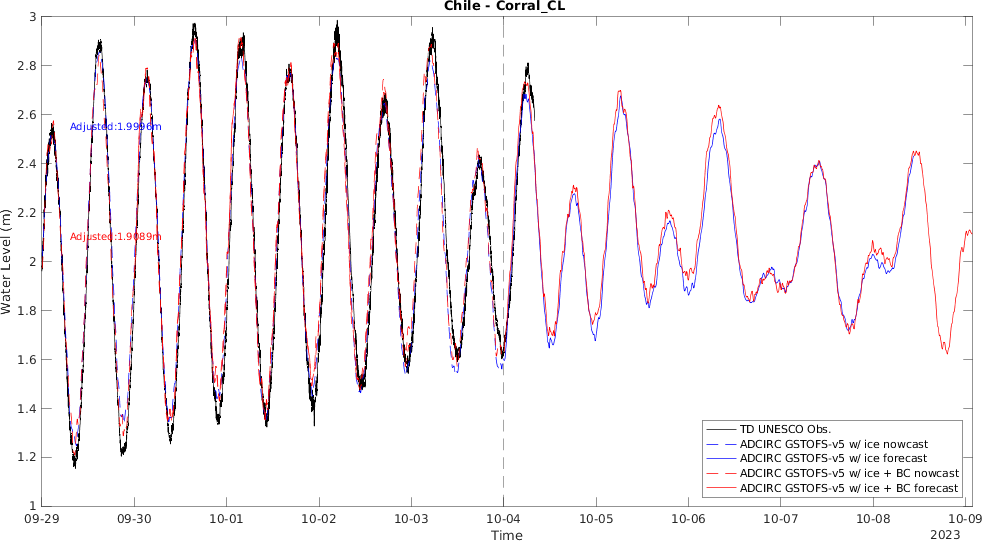 Chile - Corral_CL
3
2.8
2.6
2.4
2.2
2
1.8
1.6
1.4
1.2
1
Water Level (m)
Adjusted:1.9996m
Adjusted:1.9089m
TD UNESCO Obs.
ADCIRC GSTOFS-v5 w/ ice nowcast
ADCIRC GSTOFS-v5 w/ ice forecast
ADCIRC GSTOFS-v5 w/ ice + BC nowcast
ADCIRC GSTOFS-v5 w/ ice + BC forecast
09-29 09-30 10-01 10-02 10-03 10-04 10-05 10-06 10-07 10-08 10-09
Time
2023